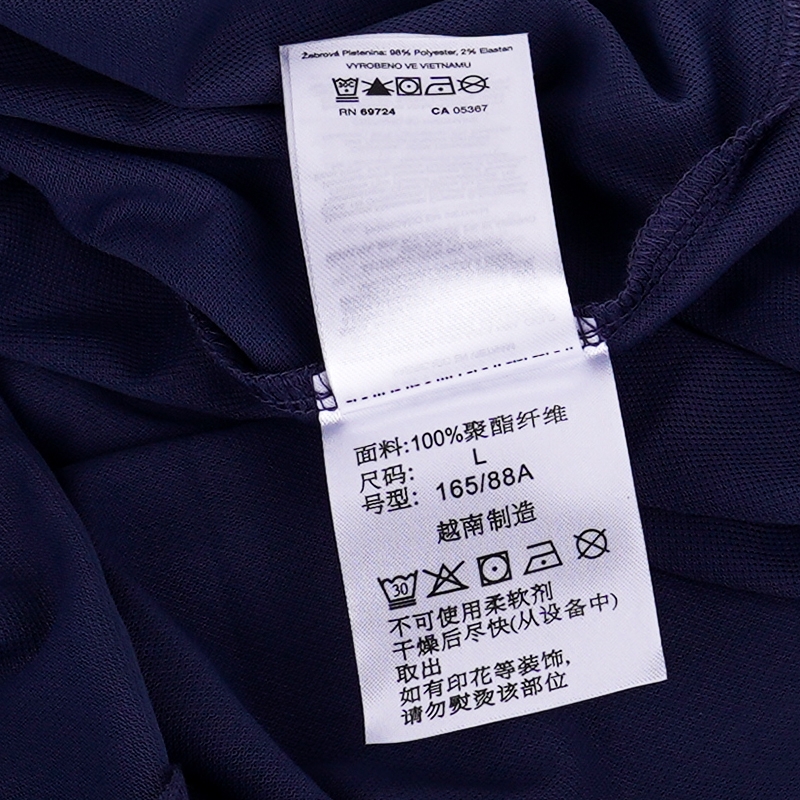 Žebrová Pletenina: 98% Polyester, 2% Elastan
VYROBENO VE VIETNAMU
RN 69724 CA 05367
面料:100%聚酯纤维
尺码: L
号型: 165/88A
越南制造
30
不可使用柔软剂
干燥后尽快(从设备中)
取出
如有印花等装饰,
请勿熨烫该部位